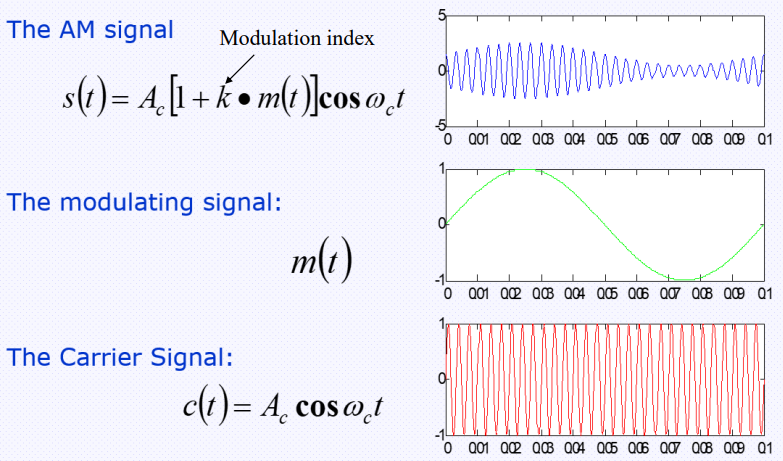 The AM signal
Modulation index
s(t) = A_c[1 + k • m(t)]cos ω_c t
5
0
-5
0 0.01 0.02 0.03 0.04 0.05 0.06 0.07 0.08 0.09 0.1
The modulating signal:
m(t)
1
0
-1
0 0.01 0.02 0.03 0.04 0.05 0.06 0.07 0.08 0.09 0.1
The Carrier Signal:
c(t) = A_c cos ω_c t
1
0
-1
0 0.01 0.02 0.03 0.04 0.05 0.06 0.07 0.08 0.09 0.1